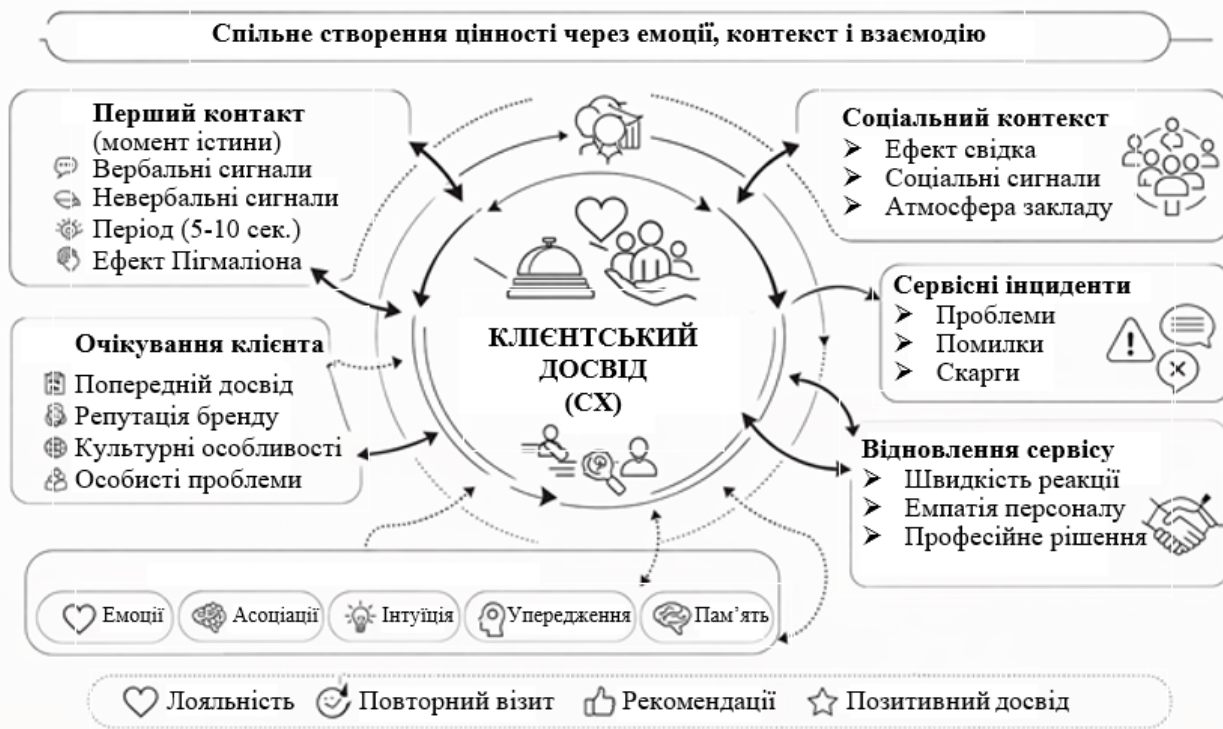 Спільне створення цінності через емоції, контекст і взаємодію
Перший контакт
(момент істини)
Вербальні сигнали
Невербальні сигнали
Період (5-10 сек.)
Ефект Пігмаліона
Очікування клієнта
Попередній досвід
Репутація бренду
Культурні особливості
Особисті проблеми
КЛІЄНТСЬКИЙ
ДОСВІД
(CX)
Соціальний контекст
Ефект свідка
Соціальні сигнали
Атмосфера закладу
Сервісні інциденти
Проблеми
Помилки
Скарги
Відновлення сервісу
Швидкість реакції
Емпатія персоналу
Професійне рішення
Емоції
Асоціації
Інтуїція
Упередження
Пам’ять
Лояльність
Повторний візит
Рекомендації
Позитивний досвід